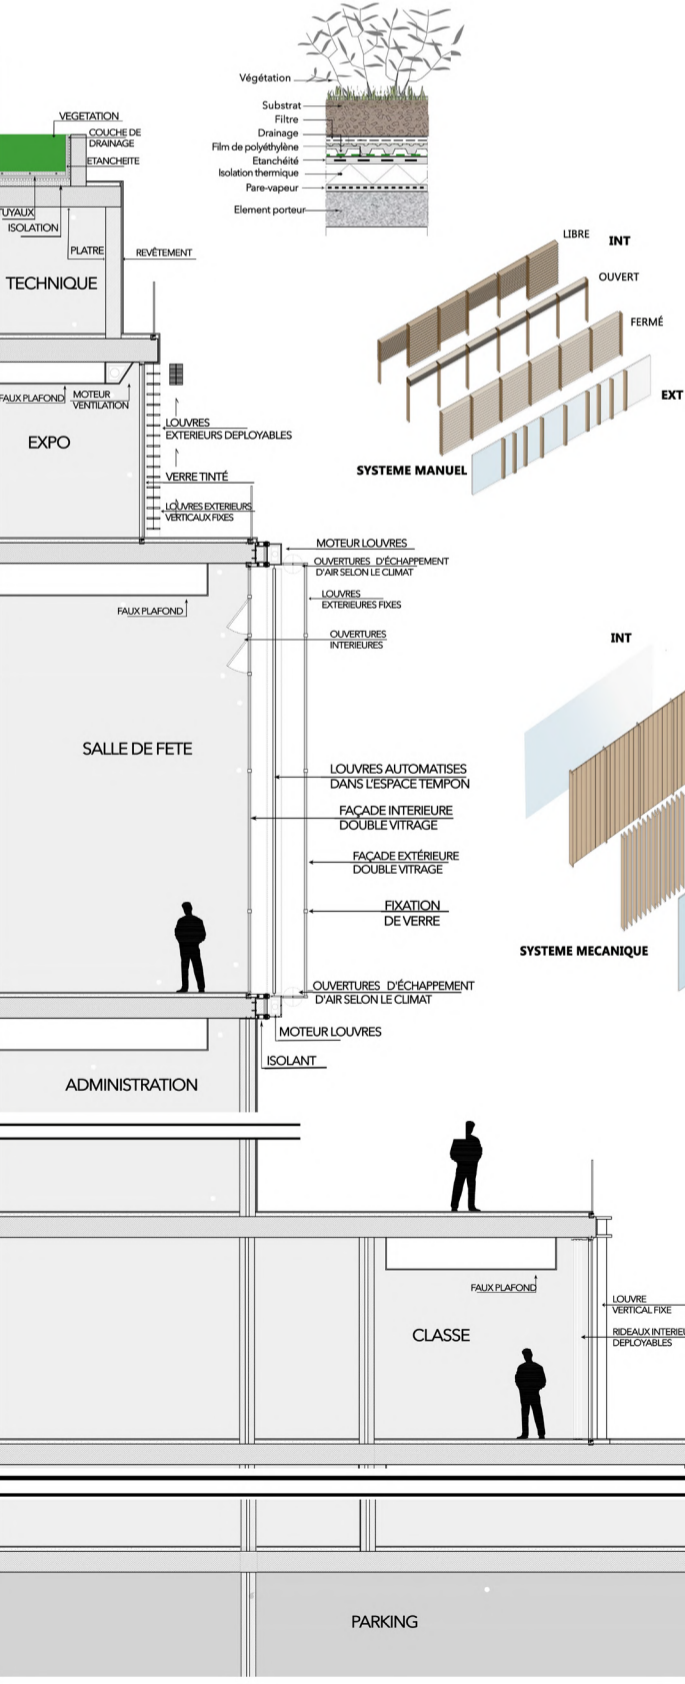 Végétation
Substrat
Filtre
Drainage
Film de polyéthylène
Etanchéité
Isolation thermique
Pare-vapeur
Element porteur
VEGETATION
COUCHE DE
DRAINAGE
ETANCHEITE
TUYAUX
ISOLATION
PLATRE
REVÊTEMENT
TECHNIQUE
LIBRE
INT
OUVERT
FERMÉ
EXT
SYSTEME MANUEL
FAUX PLAFOND
MOTEUR
VENTILATION
EXPO
LOUVRES
EXTERIEURS DEPLOYABLES
VERRE TINTÉ
LOUVRES EXTERIEURS
VERTICAUX FIXES
MOTEUR LOUVRES
OUVERTURES D'ÉCHAPPEMENT
D'AIR SELON LE CLIMAT
FAUX PLAFOND
LOUVRES
EXTERIEURES FIXES
OUVERTURES
INTERIEURES
INT
SALLE DE FETE
LOUVRES AUTOMATISES
DANS L'ESPACE TEMPON
FAÇADE INTERIEURE
DOUBLE VITRAGE
FAÇADE EXTÉRIEURE
DOUBLE VITRAGE
FIXATION
DE VERRE
SYSTEME MECANIQUE
OUVERTURES D'ÉCHAPPEMENT
D'AIR SELON LE CLIMAT
MOTEUR LOUVRES
ISOLANT
ADMINISTRATION
FAUX PLAFOND
CLASSE
LOUVRE
VERTICAL FIXE
RIDEAUX INTERIEU
DEPLOYABLES
PARKING